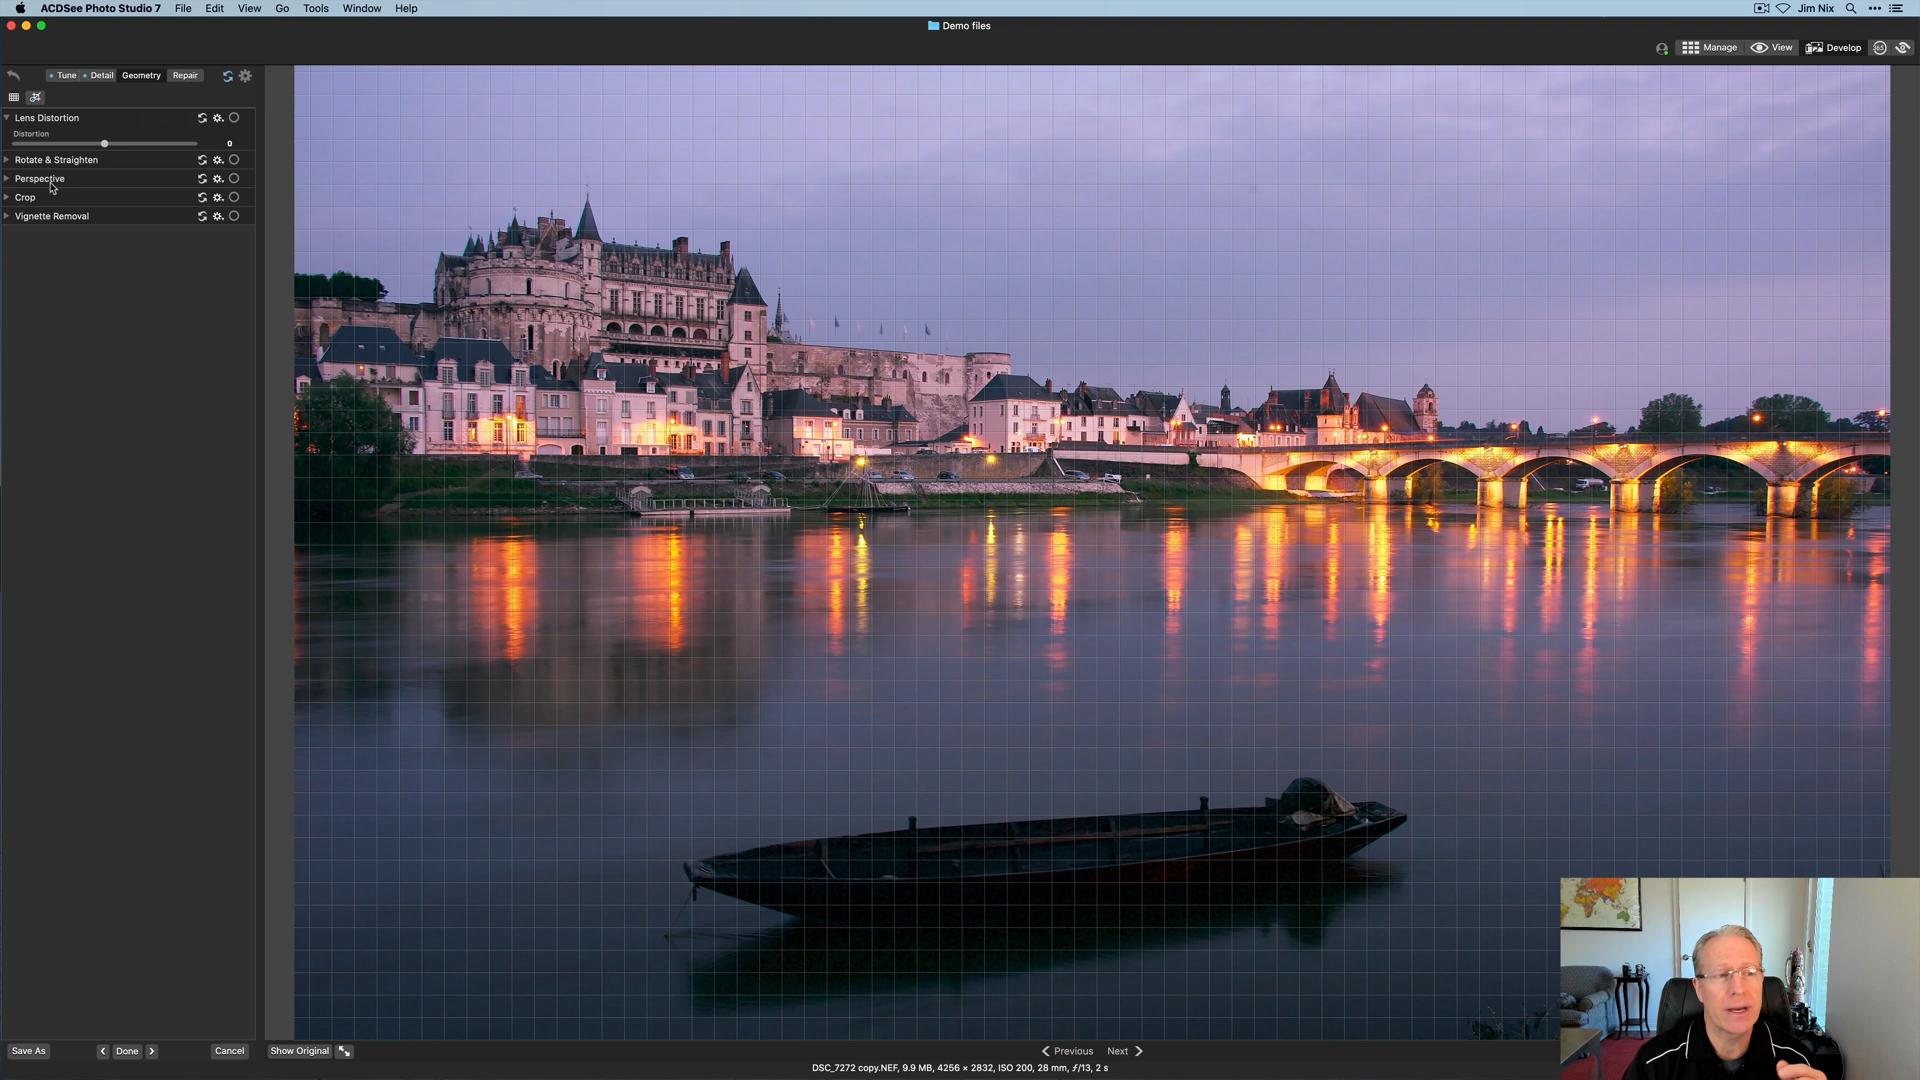 ACDSee Photo Studio 7 File Edit View Go Tools Window Help Jim Nix
Demo files
Manage View Develop 365
Tune Detail Geometry Repair
Lens Distortion
Distortion
0
Rotate & Straighten
Perspective
Crop
Vignette Removal
Save As Done Cancel Show Original Previous Next
DSC_7272 copy.NEF, 9.9 MB, 4256 × 2832, ISO 200, 28 mm, ƒ/13, 2 s